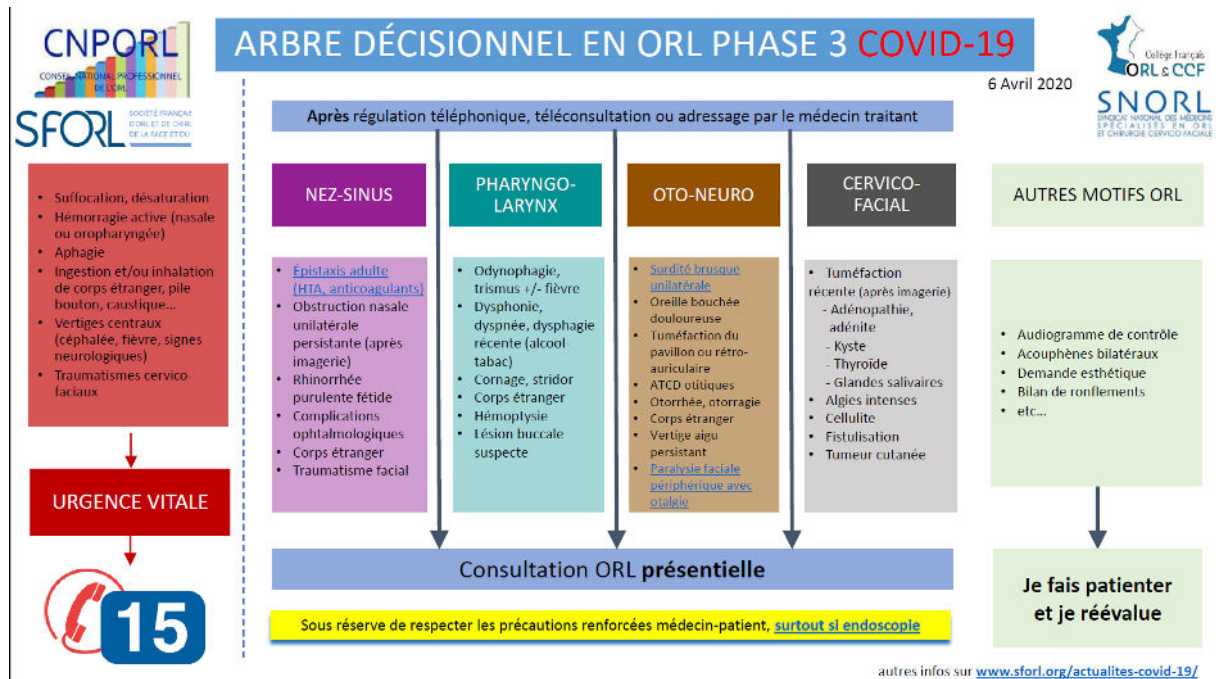 CNPORL
CONSEIL NATIONAL PROFESSIONNEL
DE L'ORL
SFORL
SOCIÉTÉ FRANÇAISE
D'ORL ET DE CHIR.
DE LA FACE ET DU
ARBRE DÉCISIONNEL EN ORL PHASE 3 COVID-19
6 Avril 2020
Collège Français
ORL & CCF
SNORL
SYNDICAT NATIONAL DES MÉDECINS
SPÉCIALISÉS EN ORL
ET CHIRURGIE CERVICO-FACIALE
• Suffocation, désaturation
• Hémorragie active (nasale
ou oropharyngée)
• Aphagie
• Ingestion et/ou inhalation
de corps étranger, pile
bouton, caustique...
• Vertiges centraux
(céphalée, fièvre, signes
neurologiques)
• Traumatismes cervico
faciaux
URGENCE VITALE
15
Après régulation téléphonique, téléconsultation ou adressage par le médecin traitant
NEZ-SINUS
• Épistaxis adulte
(HTA, anticoagulants)
• Obstruction nasale
unilatérale
persistante (après
imagerie)
• Rhinorrhée
purulente fétide
• Complications
ophtalmologiques
• Corps étranger
• Traumatisme facial
PHARYNGO-
LARYNX
• Odynophagie,
trismus +/- fièvre
• Dysphonie,
dyspnée, dysphagie
récente (alcool-
tabac)
• Cornage, stridor
• Corps étranger
• Hémoptysie
• Lésion buccale
suspecte
OTO-NEURO
• Surdité brusque
unilatérale
• Oreille bouchée
douloureuse
• Tuméfaction du
pavillon ou rétro-
auriculaire
• ATCD otitiques
• Otorrhée, otorragie
• Corps étranger
• Vertige aigu
persistant
• Paralysie faciale
périphérique avec
otalgie
CERVICO-
FACIAL
• Tuméfaction
récente (après imagerie)
- Adénopathie,
adénite
- Kyste
- Thyroïde
- Glandes salivaires
• Algies intenses
• Cellulite
• Fistulisation
• Tumeur cutanée
Consultation ORL présentielle
Sous réserve de respecter les précautions renforcées médecin-patient, surtout si endoscopie
AUTRES MOTIFS ORL
• Audiogramme de contrôle
• Acouphènes bilatéraux
• Demande esthétique
• Bilan de ronflements
• etc...
Je fais patienter
et je réévalue
autres infos sur www.sforl.org/actualites-covid-19/